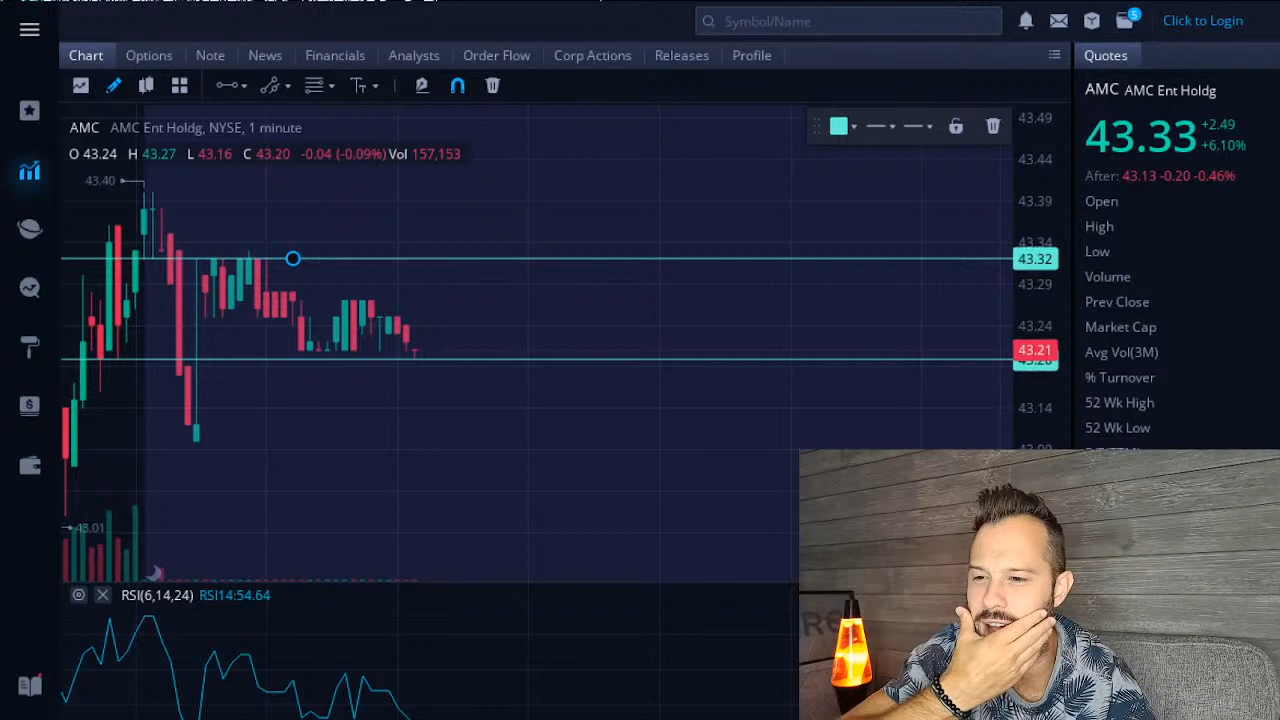 Symbol/Name
5
Click to Login
Chart Options Note News Financials Analysts Order Flow Corp Actions Releases Profile
Quotes
AMC AMC Ent Holdg, NYSE, 1 minute
O 43.24 H 43.27 L 43.16 C 43.20 -0.04 (-0.09%) Vol 157,153
43.40
43.01
43.49
43.44
43.39
43.34
43.32
43.29
43.24
43.21
43.14
AMC AMC Ent Holdg
43.33 +2.49
+6.10%
After: 43.13 -0.20 -0.46%
Open
High
Low
Volume
Prev Close
Market Cap
Avg Vol(3M)
% Turnover
52 Wk High
52 Wk Low
RSI(6,14,24) RSI14:54.64